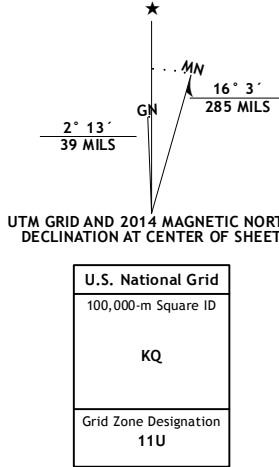 ★
MN
GN
16° 3´
285 MILS
2° 13´
39 MILS
UTM GRID AND 2014 MAGNETIC NORT
DECLINATION AT CENTER OF SHEET
U.S. National Grid
100,000-m Square ID
KQ
Grid Zone Designation
11U